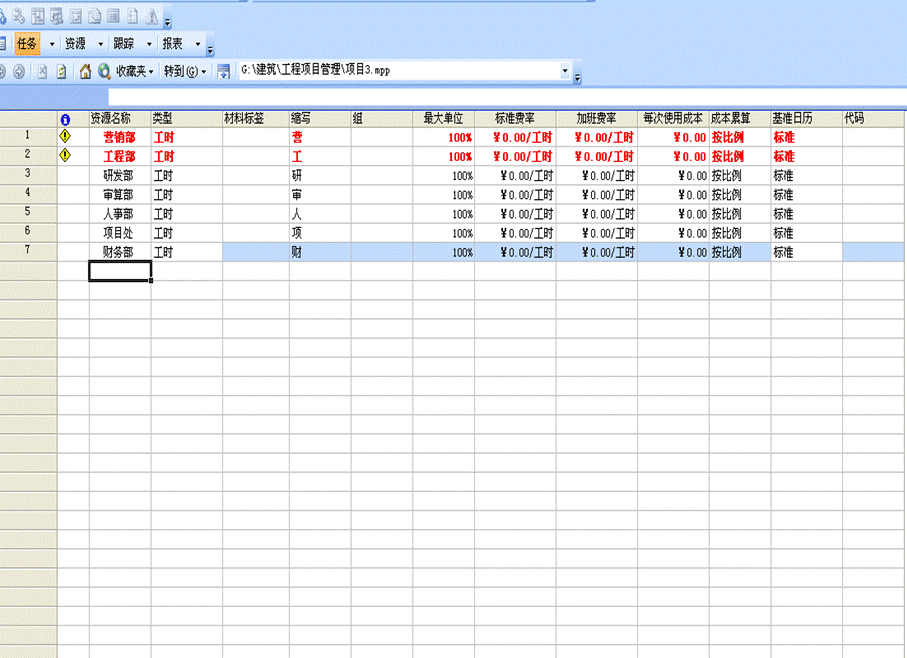 任务 资源 跟踪 报表
收藏夹 转到(G) G:\建筑\工程项目管理\项目3.mpp
资源名称 类型 材料标签 缩写 组 最大单位 标准费率 加班费率 每次使用成本 成本累算 基准日历 代码
1 营销部 工时 营 100% ¥0.00/工时 ¥0.00/工时 ¥0.00 按比例 标准
2 工程部 工时 工 100% ¥0.00/工时 ¥0.00/工时 ¥0.00 按比例 标准
3 研发部 工时 研 100% ¥0.00/工时 ¥0.00/工时 ¥0.00 按比例 标准
4 审算部 工时 审 100% ¥0.00/工时 ¥0.00/工时 ¥0.00 按比例 标准
5 人事部 工时 人 100% ¥0.00/工时 ¥0.00/工时 ¥0.00 按比例 标准
6 项目处 工时 项 100% ¥0.00/工时 ¥0.00/工时 ¥0.00 按比例 标准
7 财务部 工时 财 100% ¥0.00/工时 ¥0.00/工时 ¥0.00 按比例 标准